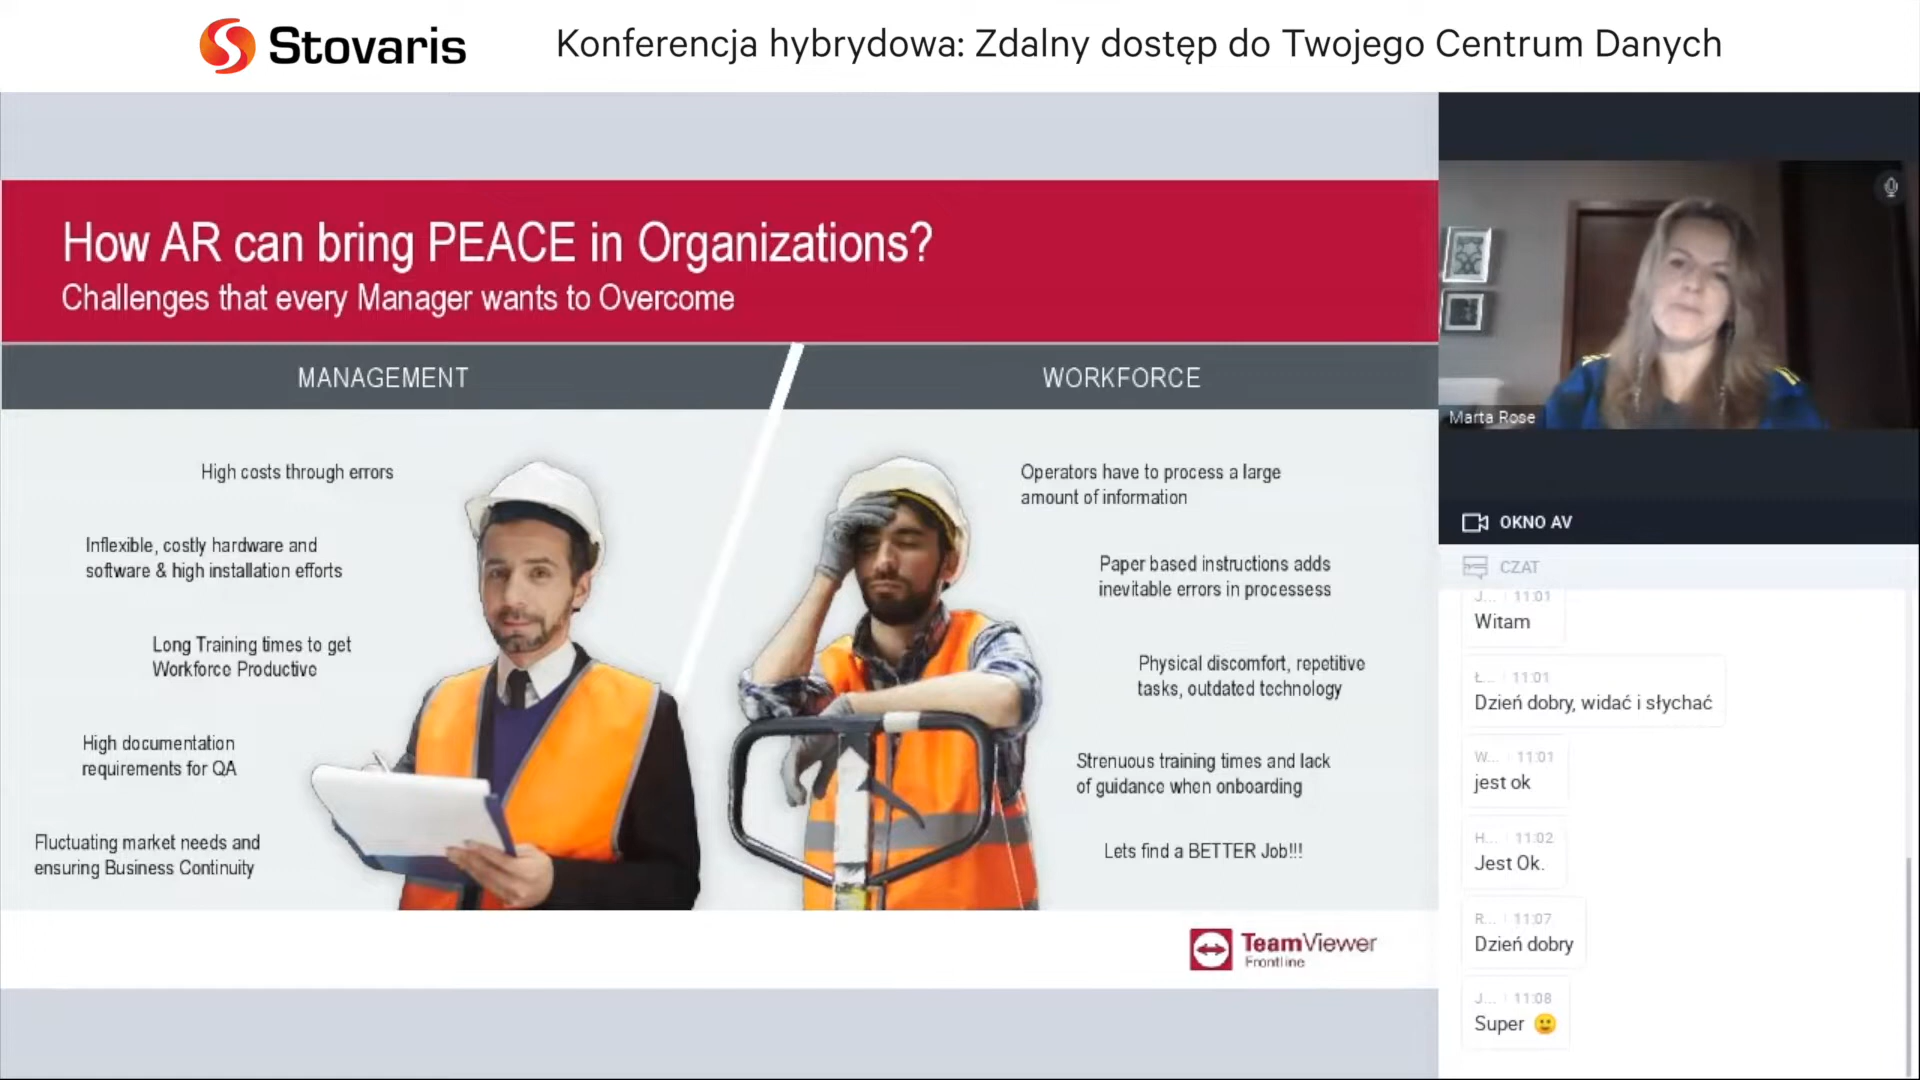 Stovaris
Konferencja hybrydowa: Zdalny dostęp do Twojego Centrum Danych
How AR can bring PEACE in Organizations?
Challenges that every Manager wants to Overcome
MANAGEMENT
WORKFORCE
High costs through errors
Inflexible, costly hardware and
software & high installation efforts
Long Training times to get
Workforce Productive
High documentation
requirements for QA
Fluctuating market needs and
ensuring Business Continuity
Operators have to process a large
amount of information
Paper based instructions adds
inevitable errors in processess
Physical discomfort, repetitive
tasks, outdated technology
Strenuous training times and lack
of guidance when onboarding
Lets find a BETTER Job!!!
TeamViewer
Frontline
Marta Rose
OKNO AV
CZAT
J... 11:01
Witam
Ł... 11:01
Dzień dobry, widać i słychać
W... 11:01
jest ok
H... 11:02
Jest Ok.
R... 11:07
Dzień dobry
J... 11:08
Super 🙂